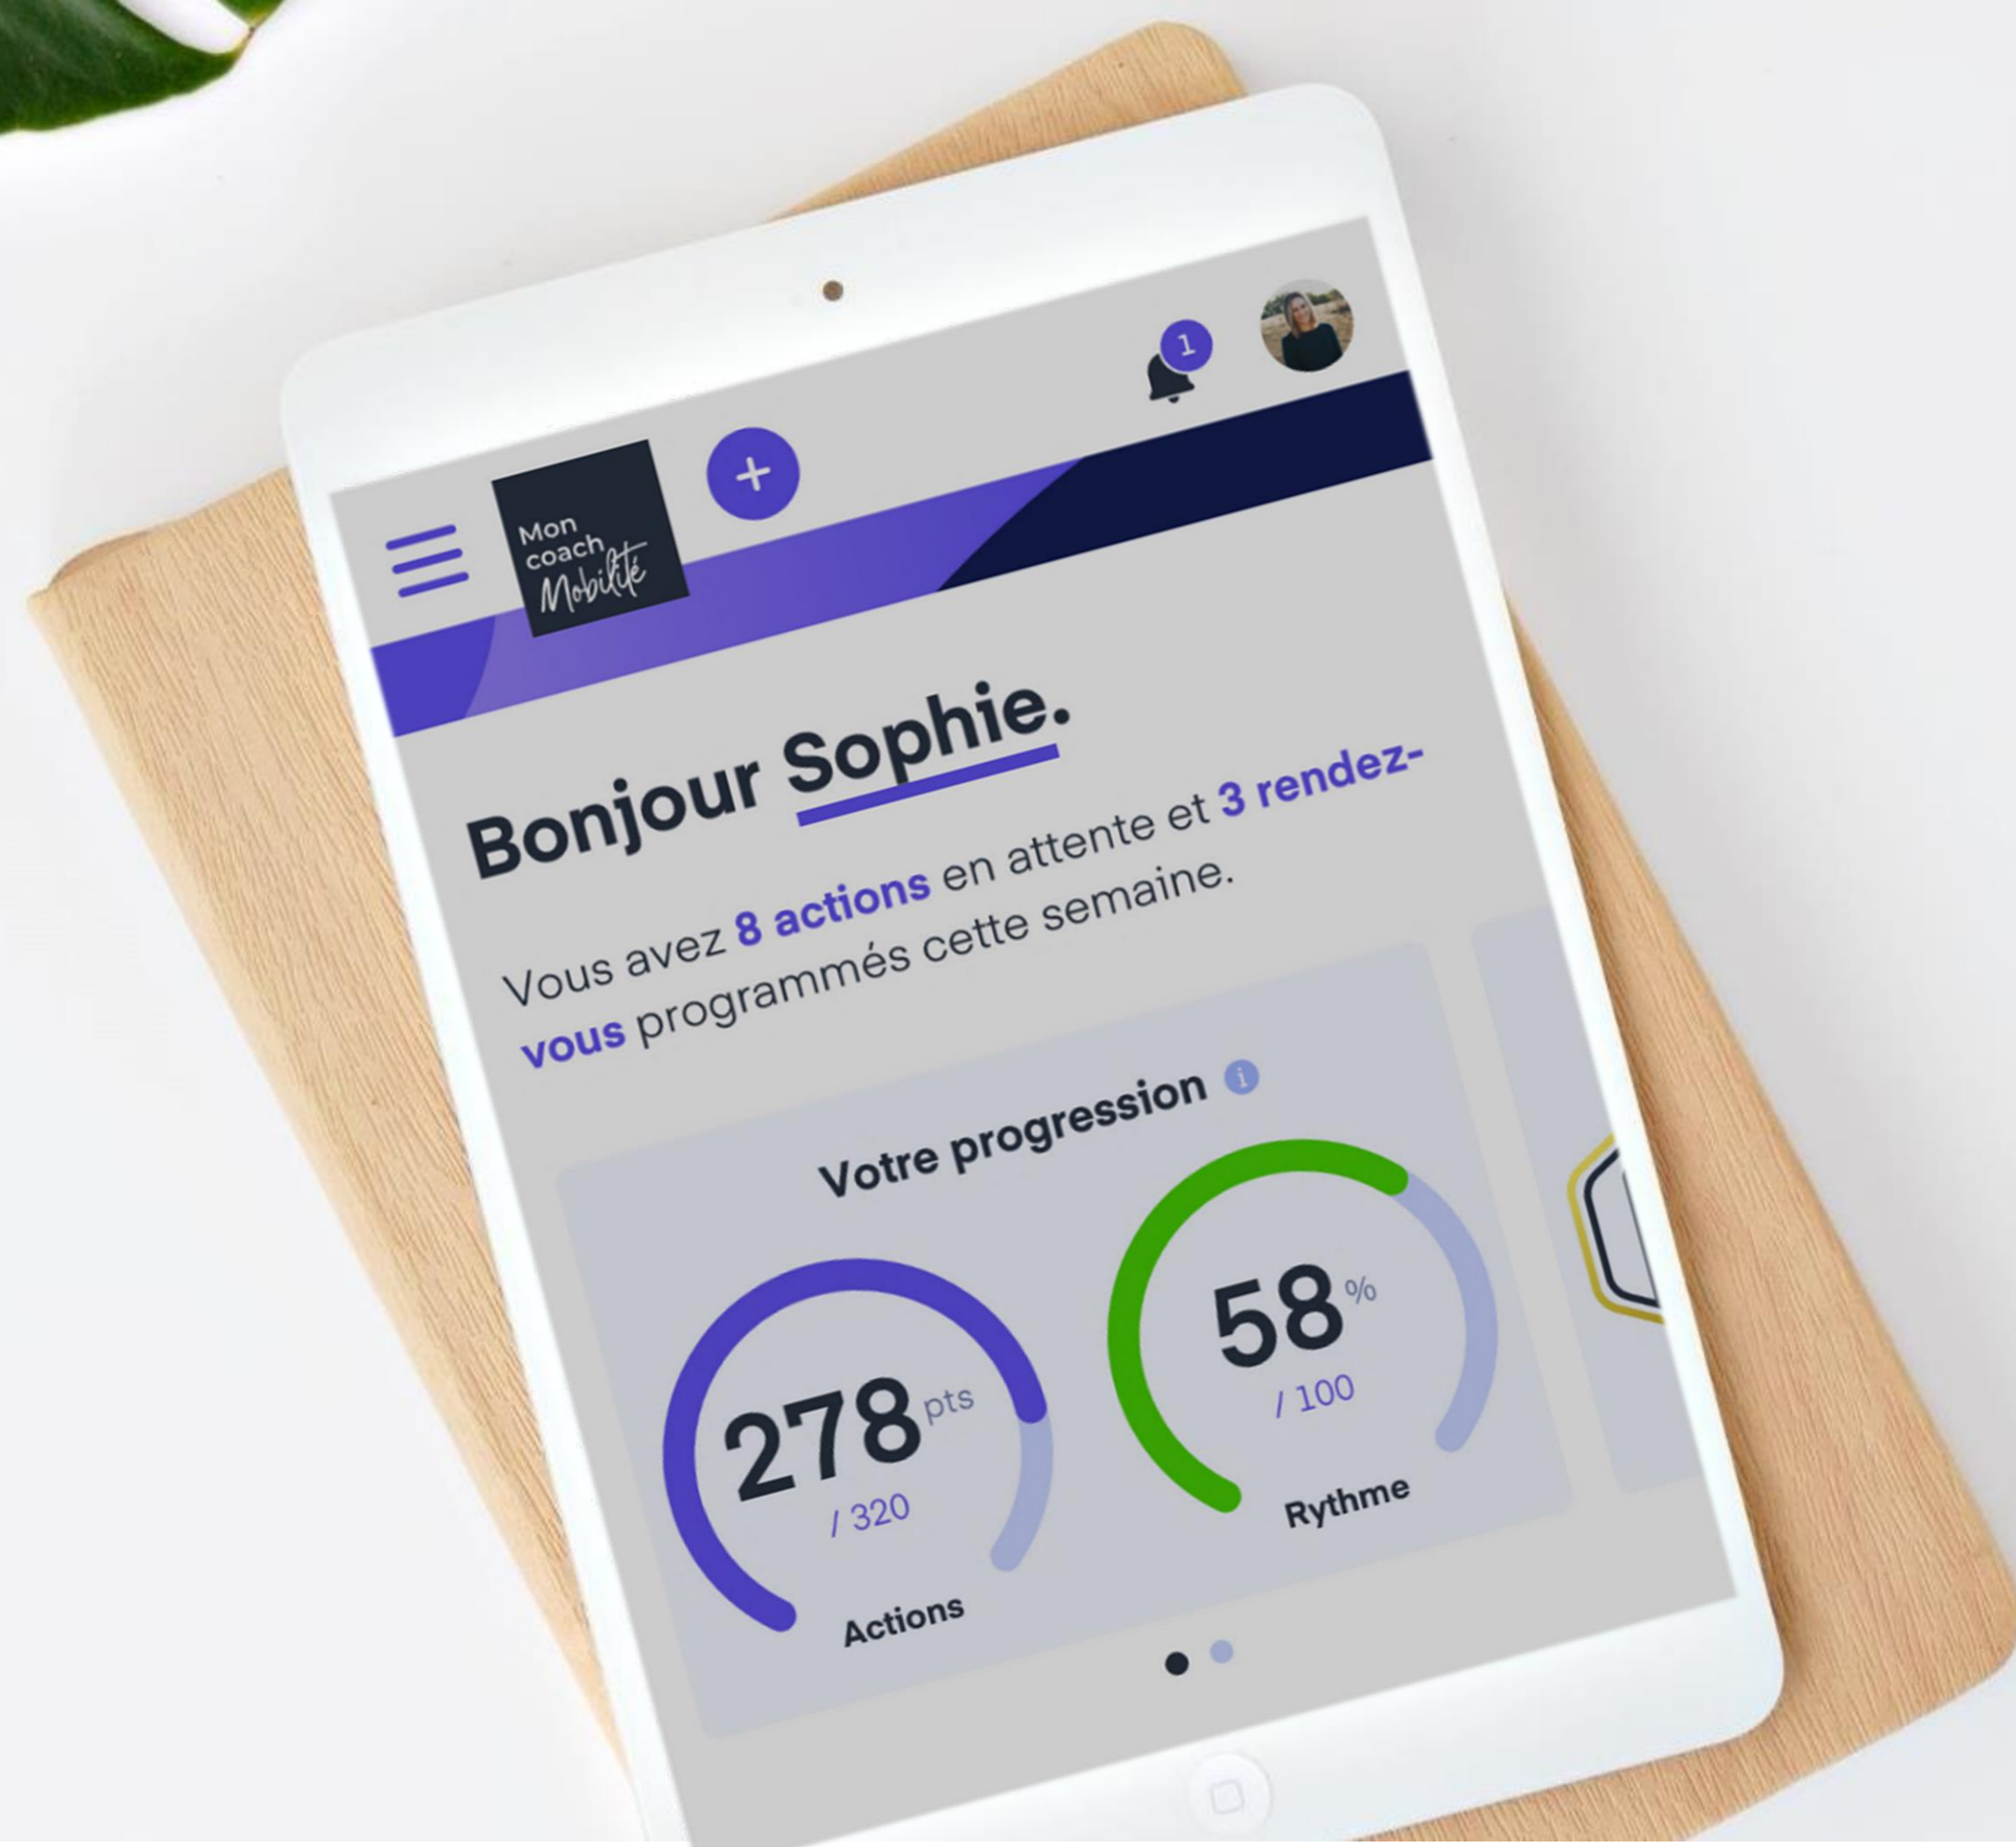 1
+
Mon
coach
Mobilité
Bonjour Sophie.
Vous avez 8 actions en attente et 3 rendez-
vous programmés cette semaine.
Votre progression i
278 pts
/ 320
Actions
58 %
/ 100
Rythme